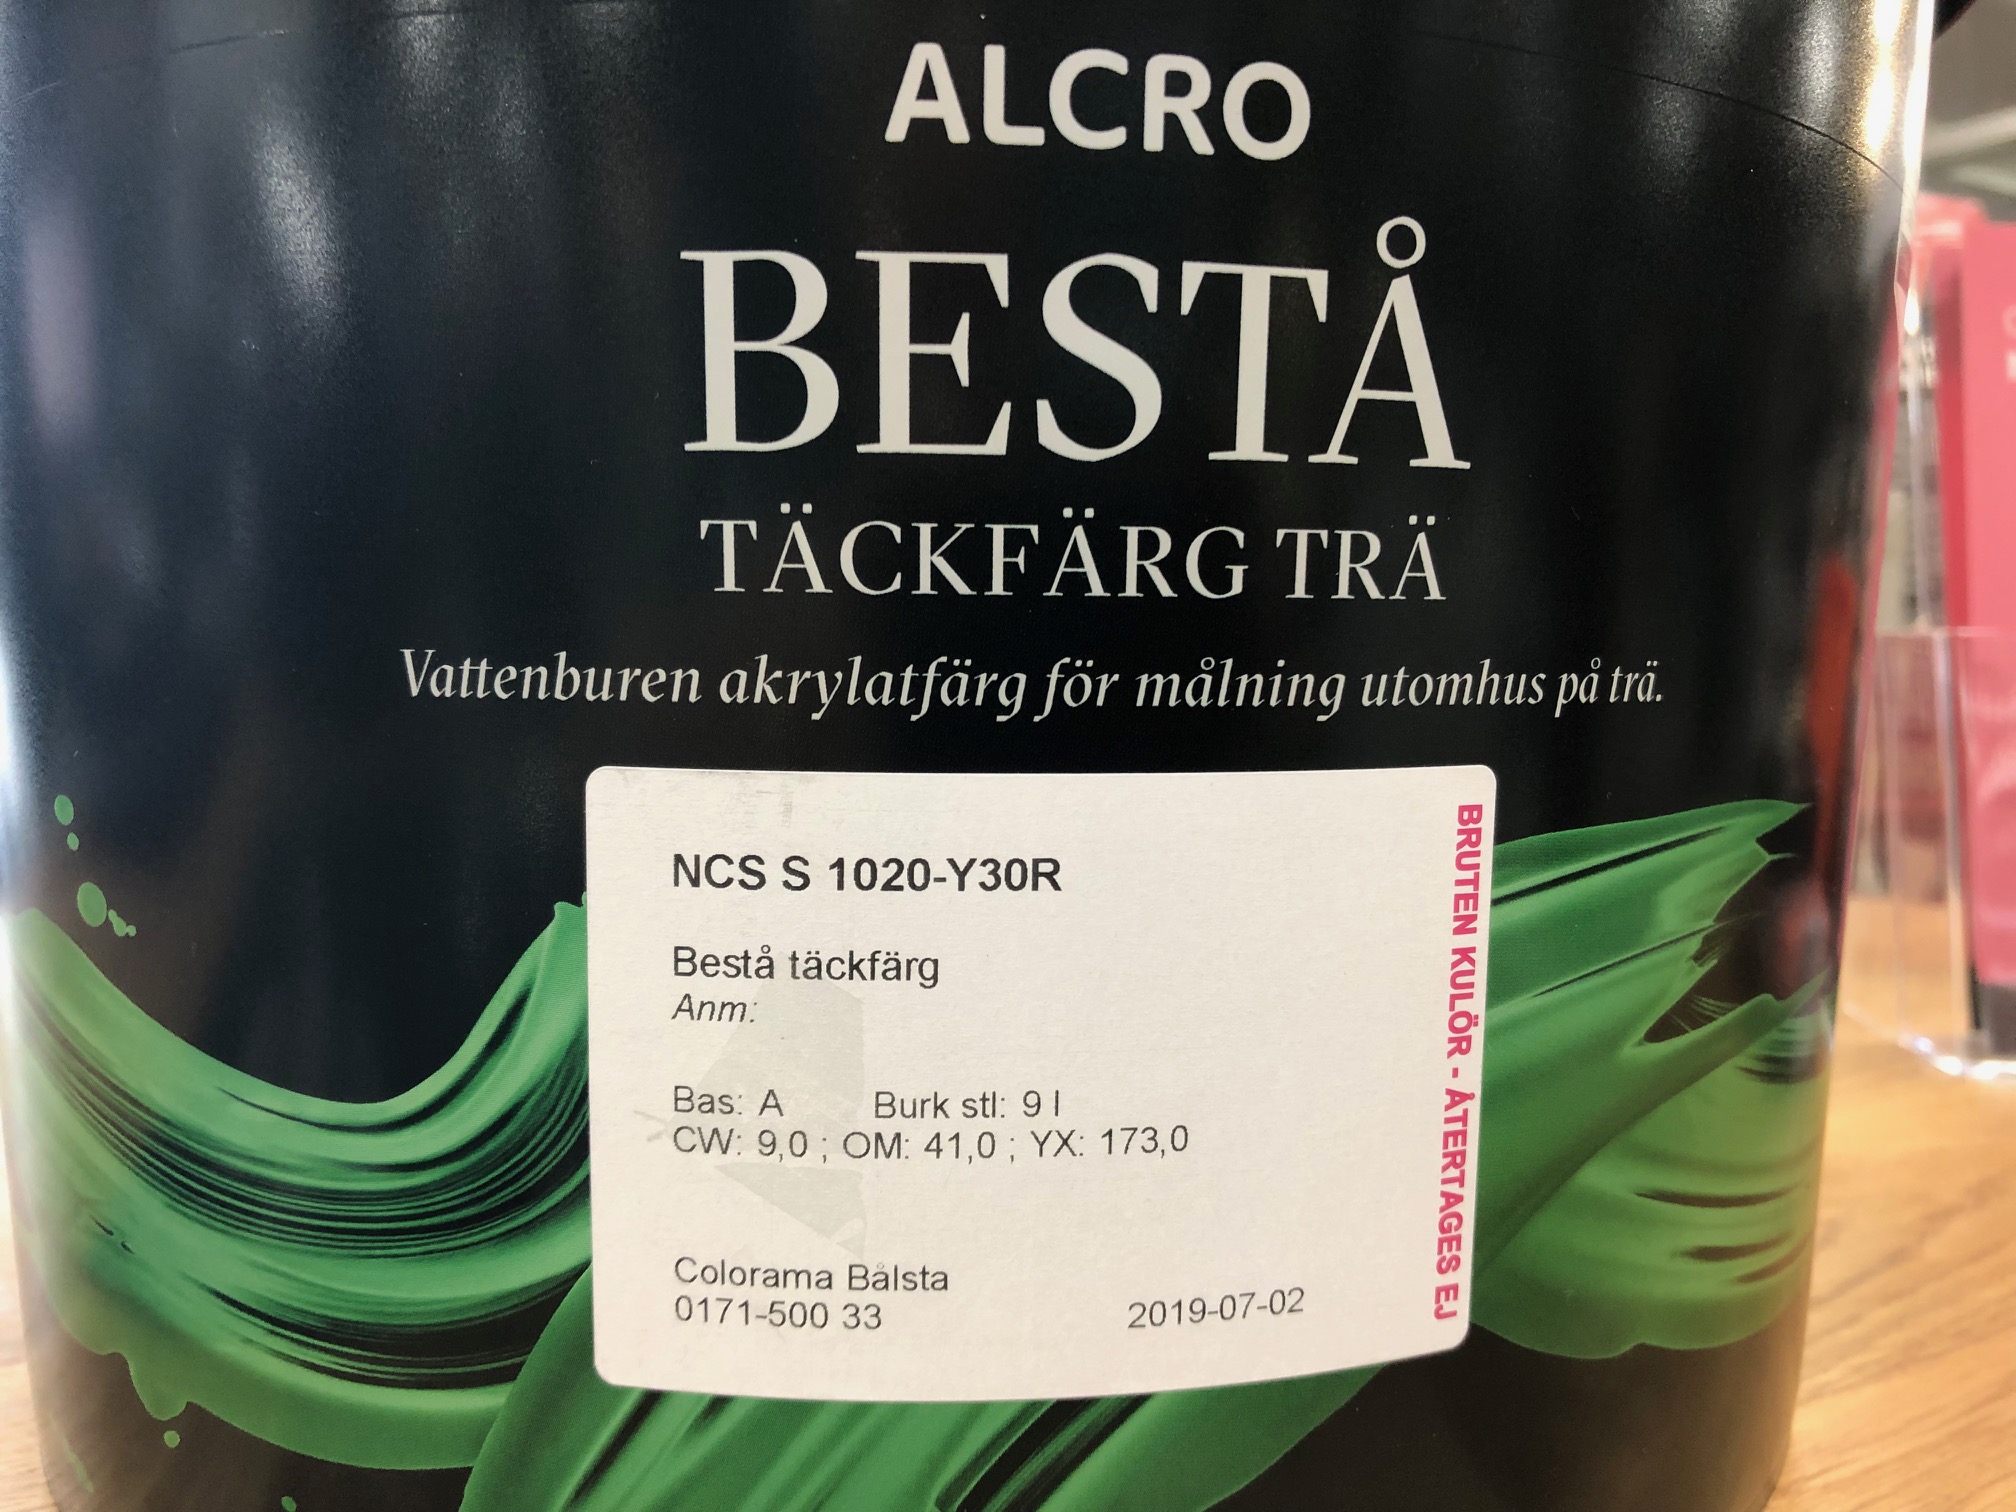 ALCRO
BESTÅ
TÄCKFÄRG TRÄ
Vattenburen akrylatfärg för målning utomhus på trä.
NCS S 1020-Y30R
Bestå täckfärg
Anm:
Bas: A Burk stl: 9 l
CW: 9,0 ; OM: 41,0 ; YX: 173,0
Colorama Bålsta
0171-500 33 2019-07-02
BRUTEN KULÖR - ÅTERTAGES EJ